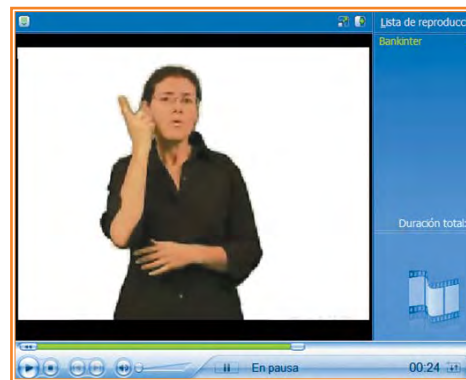 Lista de reproducc
Bankinter
Duración total:
En pausa
00:24